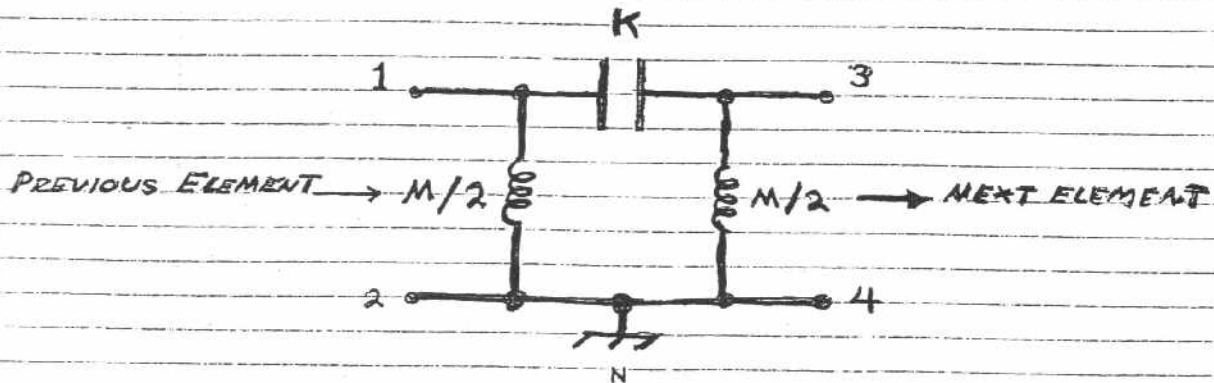 K
1 3
PREVIOUS ELEMENT → M/2 M/2 → NEXT ELEMENT
2 4
N